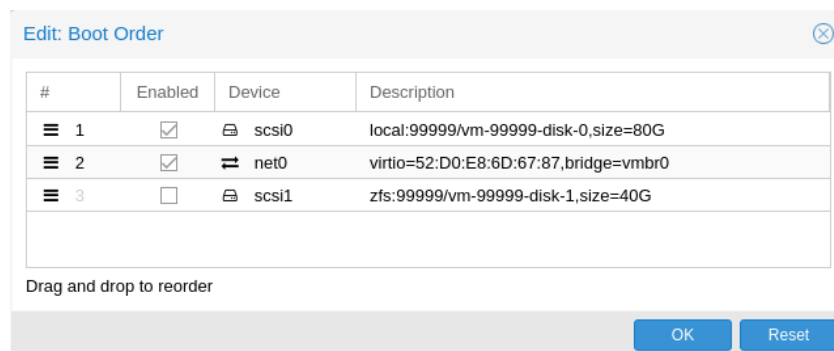 Edit: Boot Order
# Enabled Device Description
1 scsi0 local:99999/vm-99999-disk-0,size=80G
2 net0 virtio=52:D0:E8:6D:67:87,bridge=vmbr0
3 scsi1 zfs:99999/vm-99999-disk-1,size=40G
Drag and drop to reorder
OK Reset